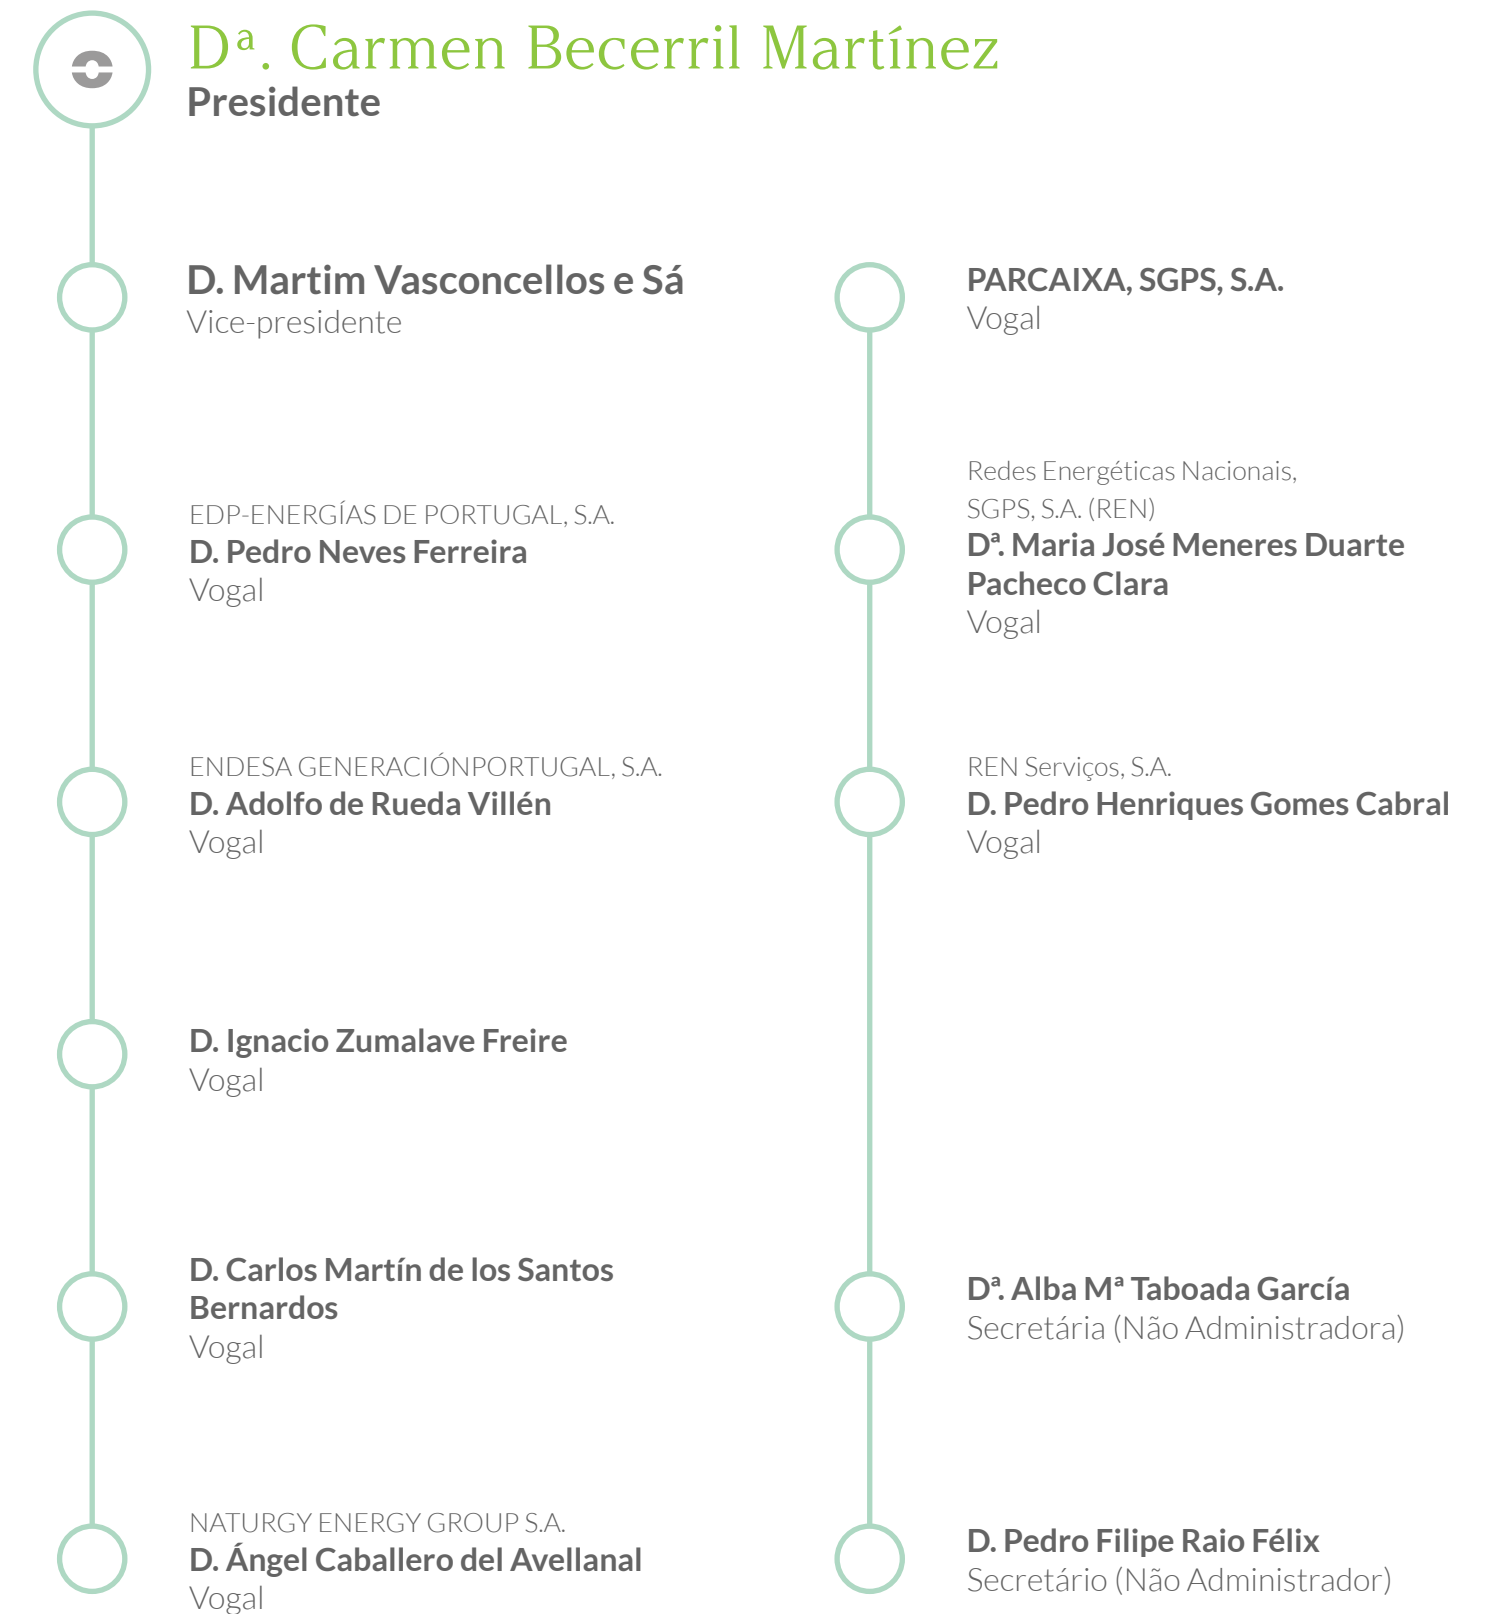 Dª. Carmen Becerril Martínez
Presidente
D. Martim Vasconcellos e Sá
Vice-presidente
EDP-ENERGÍAS DE PORTUGAL, S.A.
D. Pedro Neves Ferreira
Vogal
ENDESA GENERACIÓNPORTUGAL, S.A.
D. Adolfo de Rueda Villén
Vogal
D. Ignacio Zumalave Freire
Vogal
D. Carlos Martín de los Santos
Bernardos
Vogal
NATURGY ENERGY GROUP S.A.
D. Ángel Caballero del Avellanal
Vogal
PARCAIXA, SGPS, S.A.
Vogal
Redes Energéticas Nacionais,
SGPS, S.A. (REN)
Dª. Maria José Meneres Duarte
Pacheco Clara
Vogal
REN Serviços, S.A.
D. Pedro Henriques Gomes Cabral
Vogal
Dª. Alba Mª Taboada García
Secretária (Não Administradora)
D. Pedro Filipe Raio Félix
Secretário (Não Administrador)